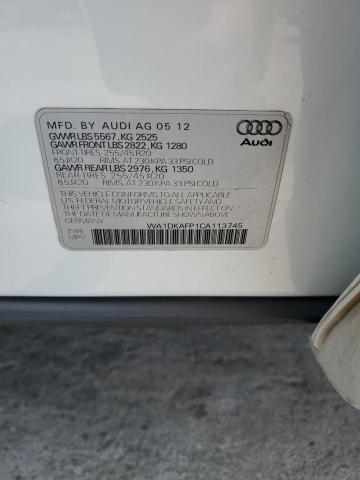 MFD. BY AUDI AG 05 12
GVWR LBS 5567, KG 2525
GAWR FRONT LBS 2822, KG 1280
FRONT TIRES 255/45 R20
8.5JX20 RIMS, AT 230 KPA 33 PSI COLD
GAWR REAR LBS 2976, KG 1350
REAR TIRES 255/45 R20
8.5JX20 RIMS, AT 230 KPA 33 PSI COLD
THIS VEHICLE CONFORMS TO ALL APPLICABLE
U.S. FEDERAL MOTOR VEHICLE SAFETY AND
THEFT PREVENTION STANDARDS IN EFFECT ON
THE DATE OF MANUFACTURE SHOWN ABOVE.
GERMANY
WA1DKAFP1CA113745
TYPE:
MPV
Audi